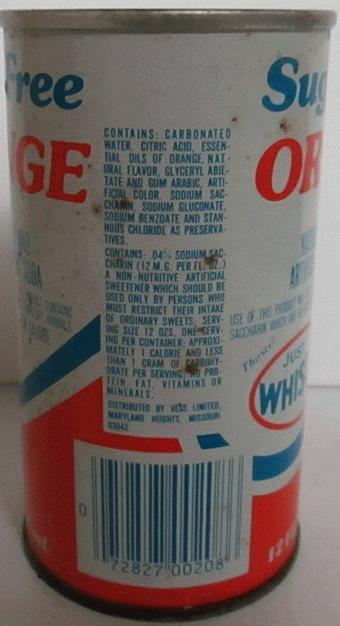 Free
Sug
GE
OR
CONTAINS: CARBONATED
WATER, CITRIC ACID, ESSEN-
TIAL OILS OF ORANGE, NAT-
URAL FLAVOR, GLYCERYL ABIE-
TATE AND GUM ARABIC, ARTI-
FICIAL COLOR, SODIUM SAC-
CHARIN, SODIUM GLUCONATE,
SODIUM BENZOATE AND STAN-
NOUS CHLORIDE AS PRESERVA-
TIVES.
CONTAINS: .04% SODIUM SAC-
CHARIN (12 M.G. PER FL. OZ.)
A NON-NUTRITIVE ARTIFICIAL
SWEETENER WHICH SHOULD BE
USED ONLY BY PERSONS WHO
MUST RESTRICT THEIR INTAKE
OF ORDINARY SWEETS. SERV-
ING SIZE 12 OZS. ONE SERV-
ING PER CONTAINER; APPROXI-
MATELY 1 CALORIE AND LESS
THAN 1 GRAM OF CARBOHY-
DRATE PER SERVING; NO PRO-
TEIN, FAT, VITAMINS OR
MINERALS.
DISTRIBUTED BY VESS LIMITED,
MARYLAND HEIGHTS, MISSOURI
63043
USE OF THIS PRODUCT
SACCHARIN WHICH HAS
Thirsty?
JUST
WHIS
0
72827 00208
12